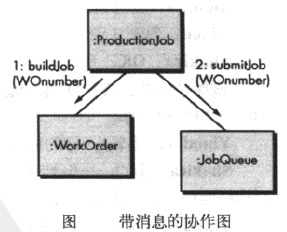 :ProductionJob
1: buildJob
(WOnumber)
2: submitJob
(WOnumber)
:WorkOrder
:JobQueue
图 带消息的协作图